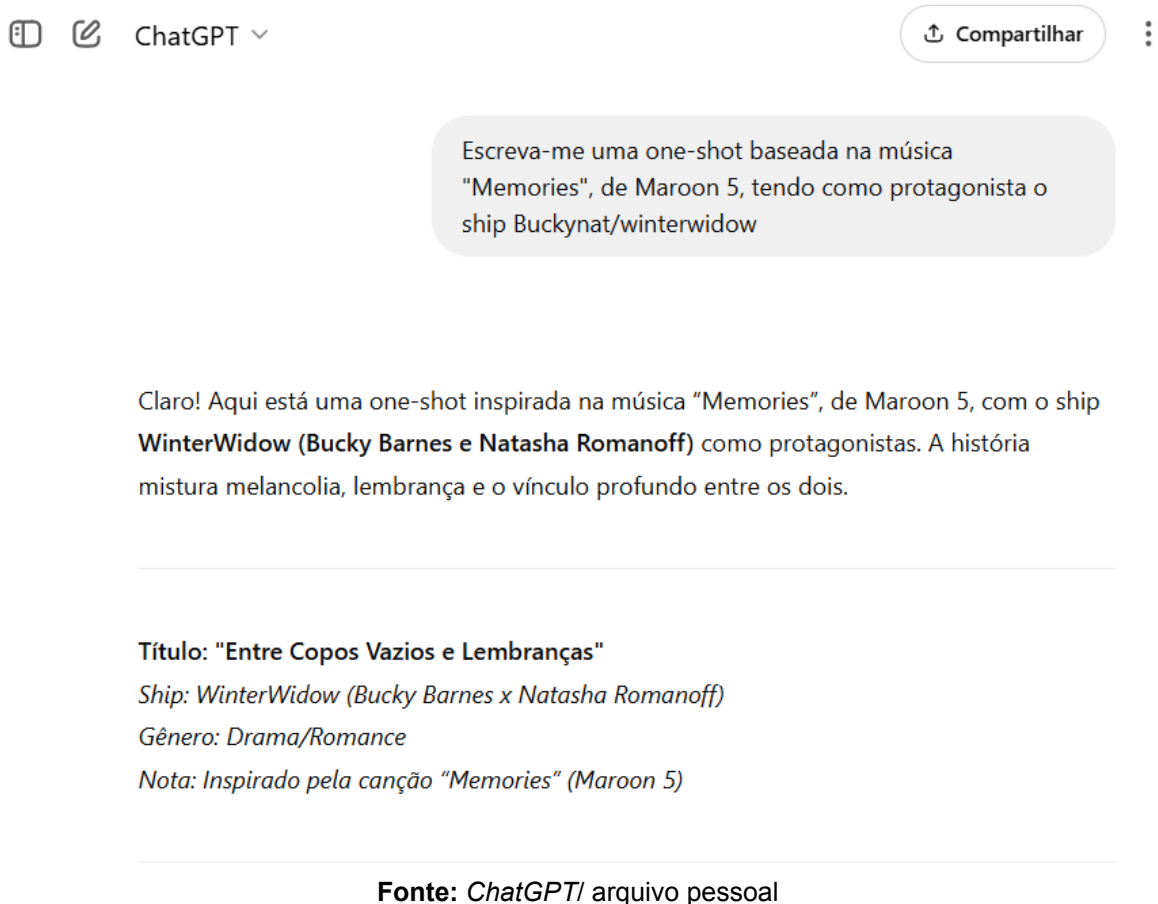 ChatGPT
Compartilhar
Escreva-me uma one-shot baseada na música
"Memories", de Maroon 5, tendo como protagonista o
ship Buckynat/winterwidow
Claro! Aqui está uma one-shot inspirada na música “Memories”, de Maroon 5, com o ship
WinterWidow (Bucky Barnes e Natasha Romanoff) como protagonistas. A história
mistura melancolia, lembrança e o vínculo profundo entre os dois.
Título: "Entre Copos Vazios e Lembranças"
Ship: WinterWidow (Bucky Barnes x Natasha Romanoff)
Gênero: Drama/Romance
Nota: Inspirado pela canção “Memories” (Maroon 5)
Fonte: ChatGPT/ arquivo pessoal